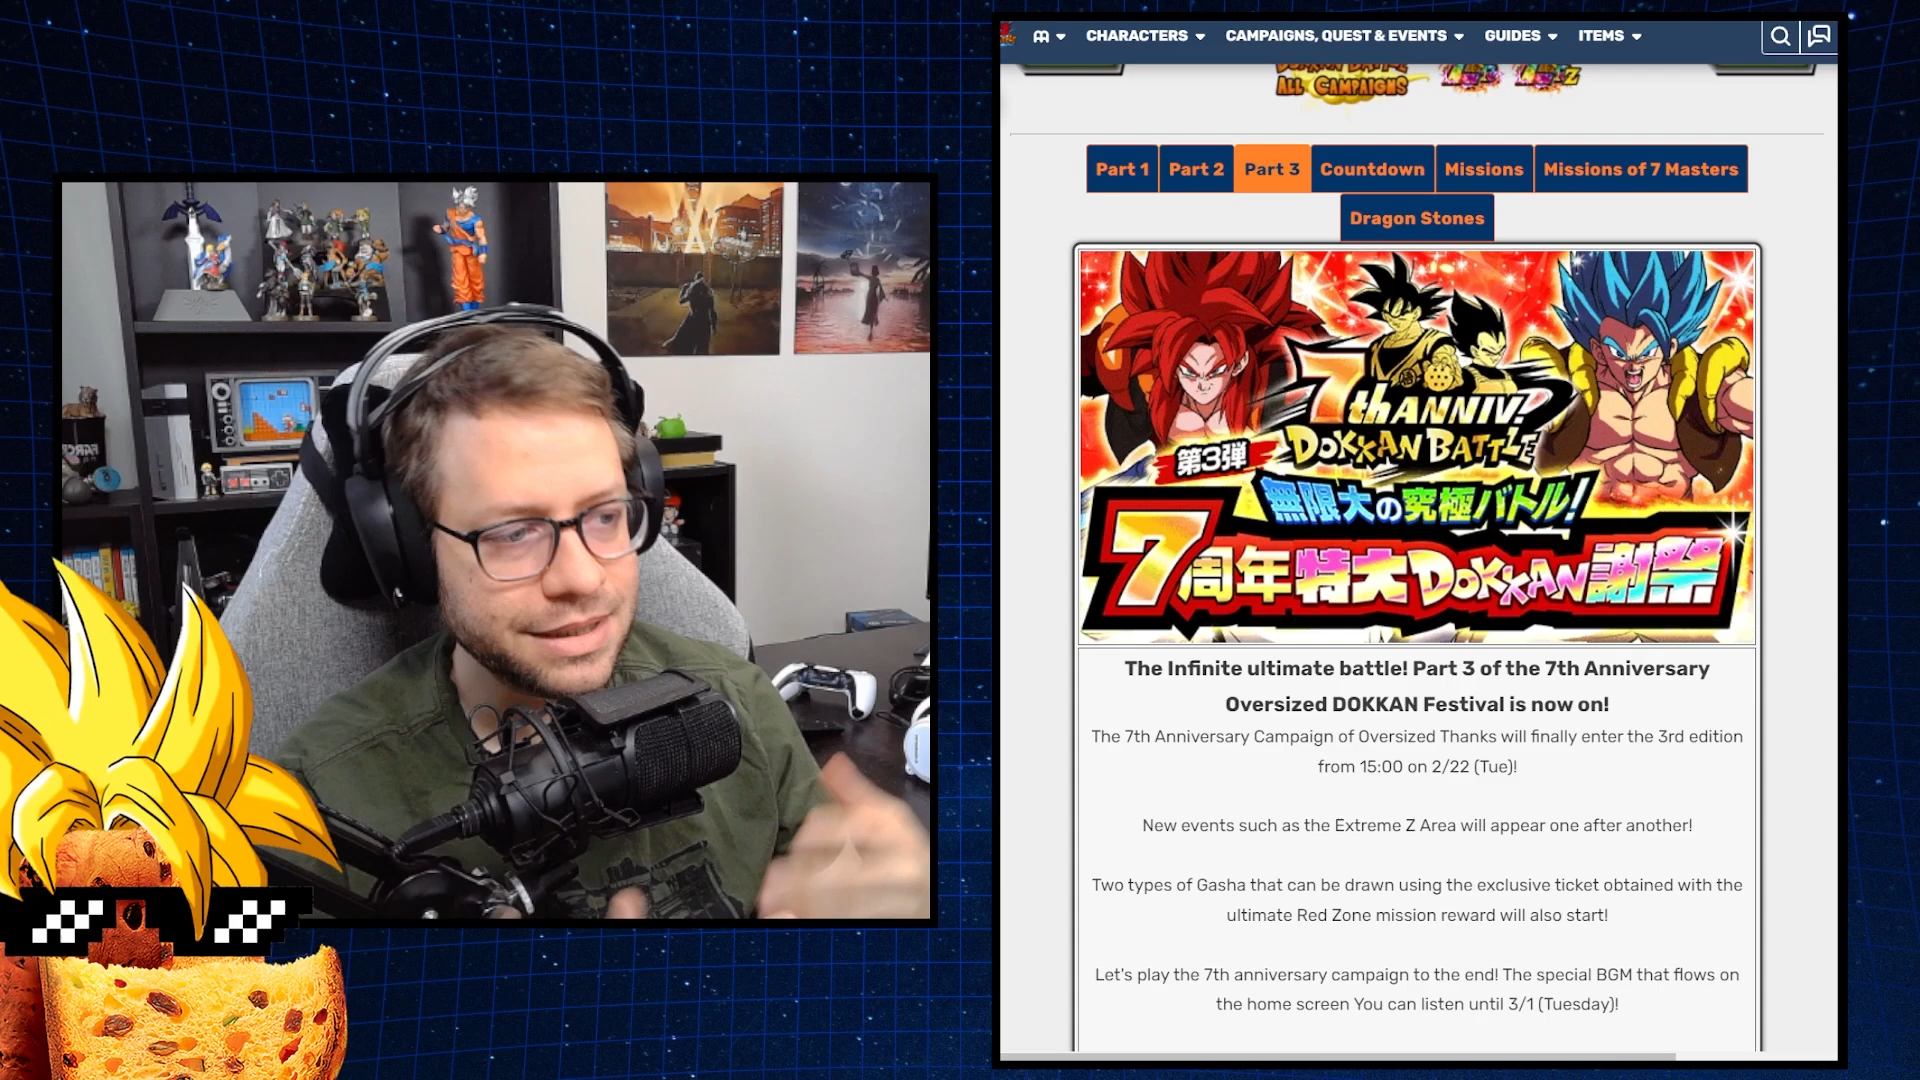 CHARACTERS
CAMPAIGNS, QUEST & EVENTS
GUIDES
ITEMS
DOKKAN BATTLE
ALL CAMPAIGNS
Part 1
Part 2
Part 3
Countdown
Missions
Missions of 7 Masters
Dragon Stones
7th ANNIV.
DOKKAN BATTLE
第3弾
無限大の究極バトル!
7周年特大DOKKAN謝祭
The Infinite ultimate battle! Part 3 of the 7th Anniversary
Oversized DOKKAN Festival is now on!
The 7th Anniversary Campaign of Oversized Thanks will finally enter the 3rd edition
from 15:00 on 2/22 (Tue)!
New events such as the Extreme Z Area will appear one after another!
Two types of Gasha that can be drawn using the exclusive ticket obtained with the
ultimate Red Zone mission reward will also start!
Let's play the 7th anniversary campaign to the end! The special BGM that flows on
the home screen You can listen until 3/1 (Tuesday)!